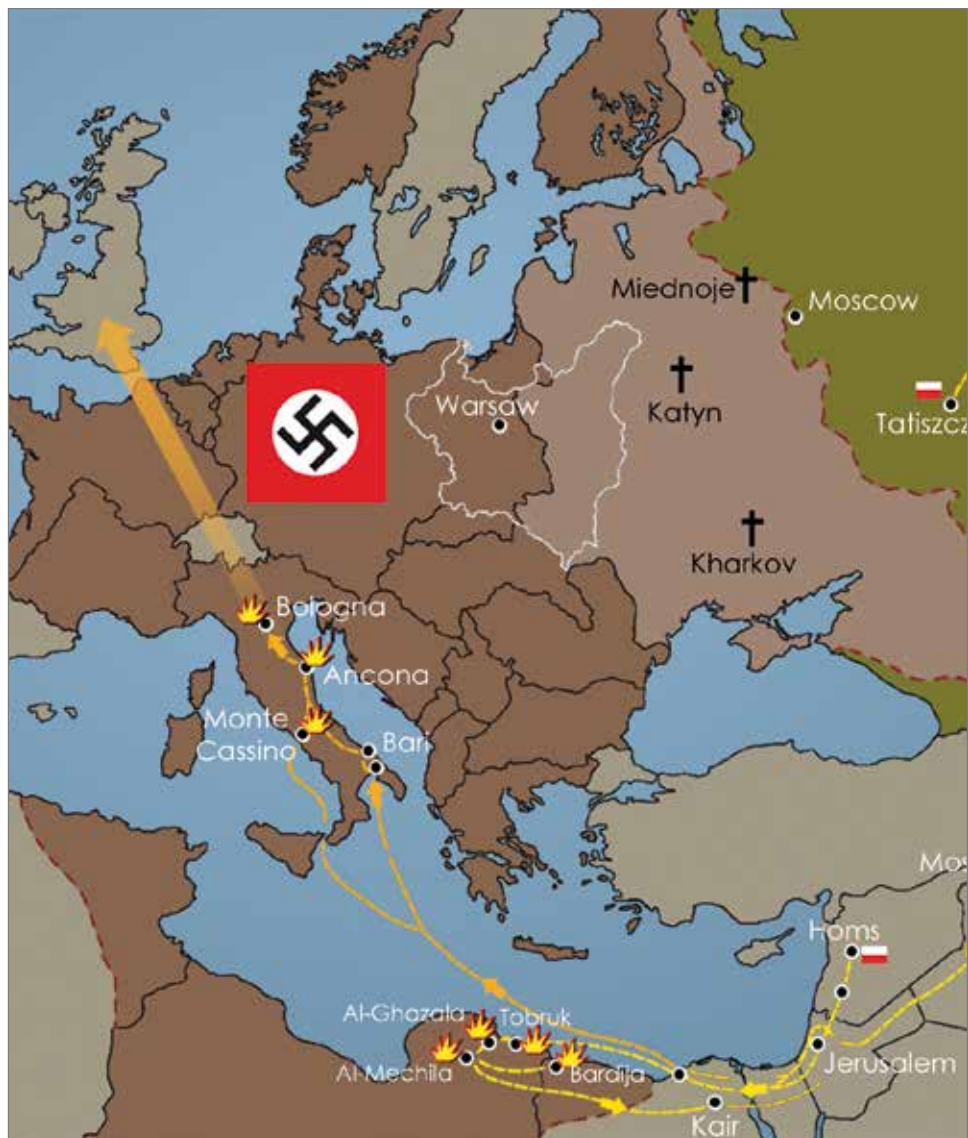 Miednoje
Moscow
Katyn
Warsaw
Tatiszc
Kharkov
Bologna
Ancona
Monte
Cassino
Bari
Mos
Homs
Al-Ghazala
Tobruk
Al-Mechila
Bardija
Jerusalem
Kair